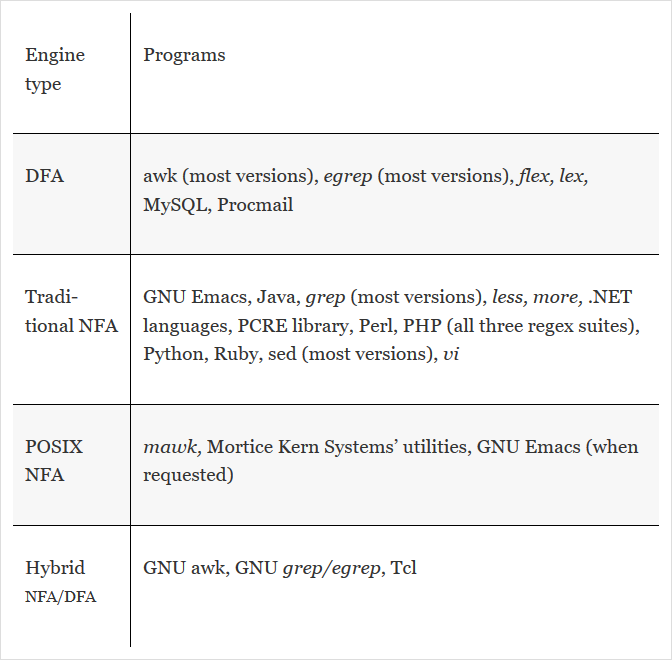 Engine
type
Programs
DFA
awk (most versions), egrep (most versions), flex, lex,
MySQL, Procmail
Tradi-
tional NFA
GNU Emacs, Java, grep (most versions), less, more, .NET
languages, PCRE library, Perl, PHP (all three regex suites),
Python, Ruby, sed (most versions), vi
POSIX
NFA
mawk, Mortice Kern Systems’ utilities, GNU Emacs (when
requested)
Hybrid
NFA/DFA
GNU awk, GNU grep/egrep, Tcl